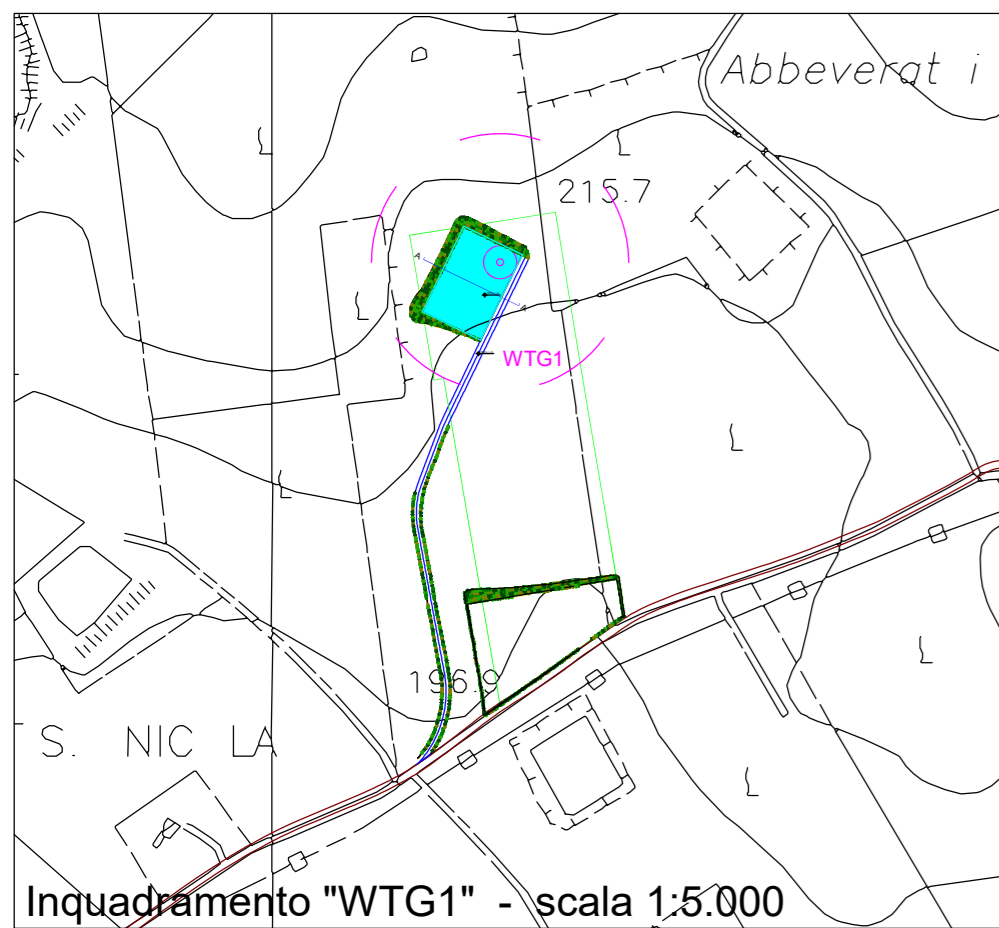 Abbeverat i
215.7
A
A
WTG1
196.9
S. NIC LA
Inquadramento "WTG1" - scala 1:5.000